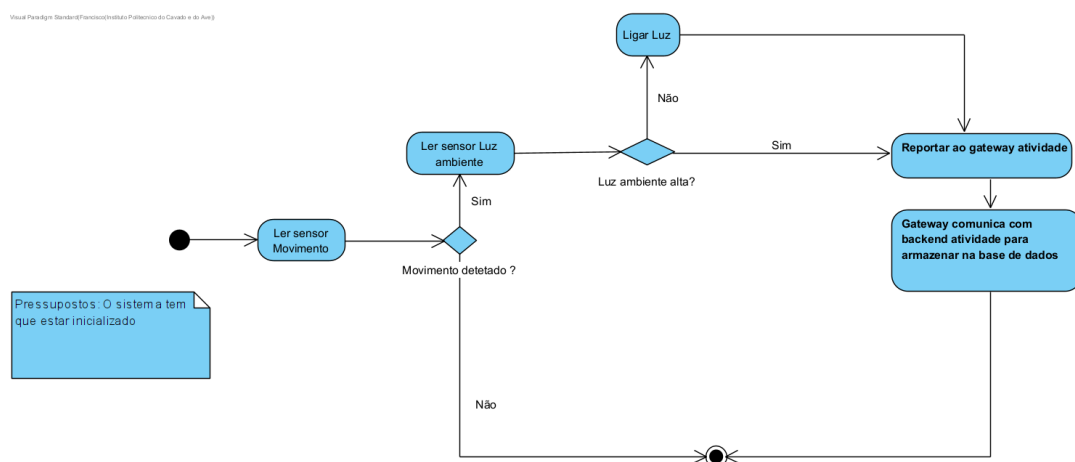 Visual Paradigm Standard(Francisco(Instituto Politecnico do Cavado e do Ave))
Ligar Luz
Não
Ler sensor Luz
ambiente
Sim
Reportar ao gateway atividade
Luz ambiente alta?
Sim
Ler sensor
Movimento
Gateway comunica com
backend atividade para
armazenar na base de dados
Movimento detetado ?
Pressupostos: O sistema tem
que estar inicializado
Não